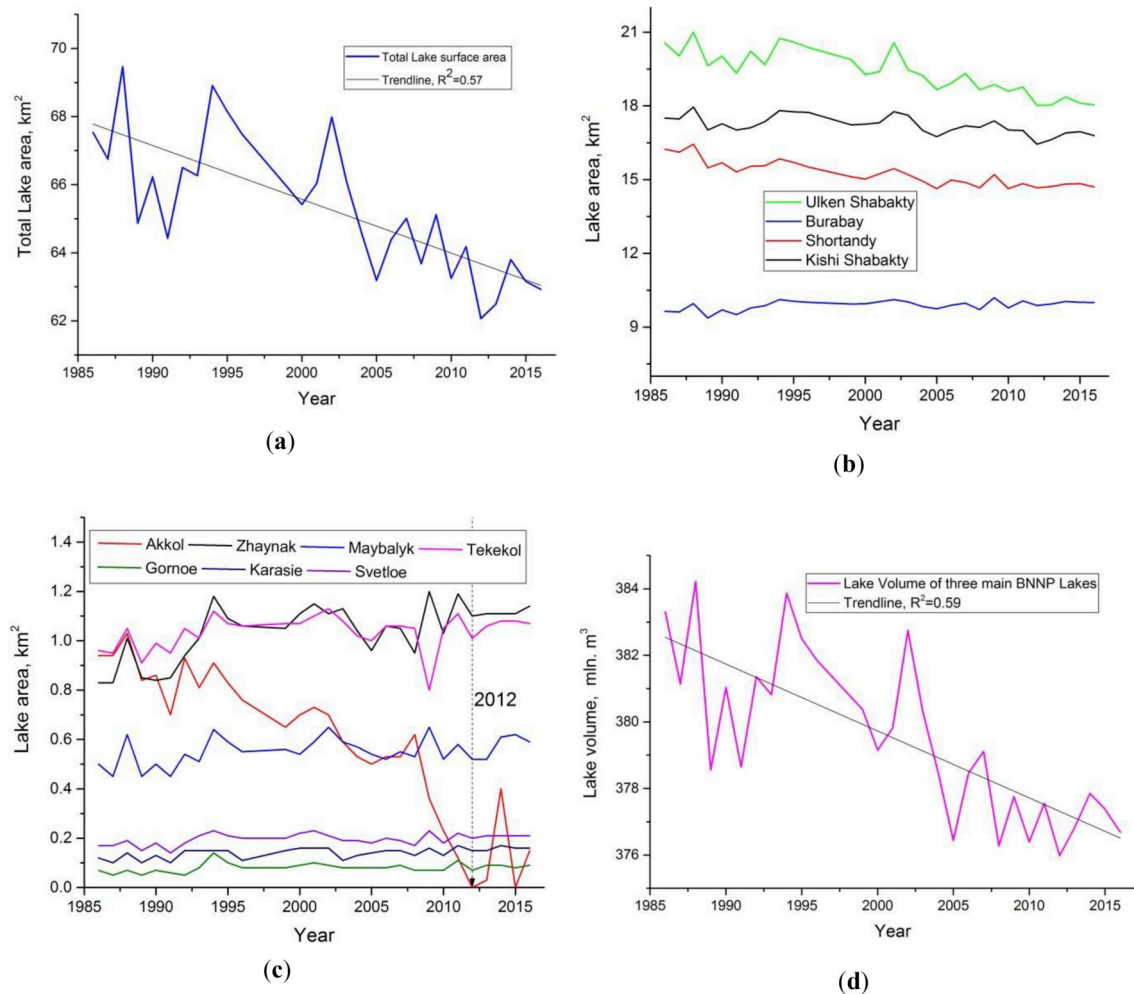 70
68
66
64
62
Total Lake area, km²
Total Lake surface area
Trendline, R²=0.57
1985 1990 1995 2000 2005 2010 2015
Year
(a)
21
18
15
12
9
Lake area, km²
Ulken Shabakty
Burabay
Shortandy
Kishi Shabakty
1985 1990 1995 2000 2005 2010 2015
Year
(b)
1.4
1.2
1.0
0.8
0.6
0.4
0.2
0.0
Lake area, km²
Akkol Zhaynak Maybalyk Tekekol
Gornoe Karasie Svetloe
2012
1985 1990 1995 2000 2005 2010 2015
Year
(c)
384
382
380
378
376
Lake volume, mln. m³
Lake Volume of three main BNNP Lakes
Trendline, R²=0.59
1985 1990 1995 2000 2005 2010 2015
Year
(d)